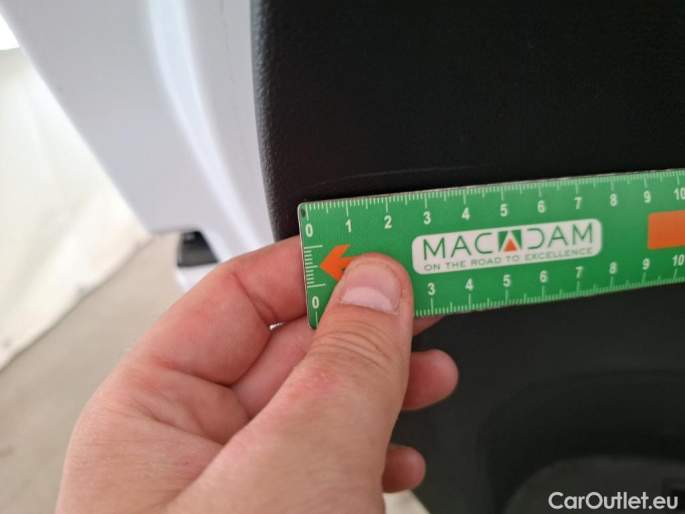 0 1 2 3 4 5 6 7 8 9 10
MACADAM
ON THE ROAD TO EXCELLENCE
0 3 4 5 6 7 8 9 10
CarOutlet.eu